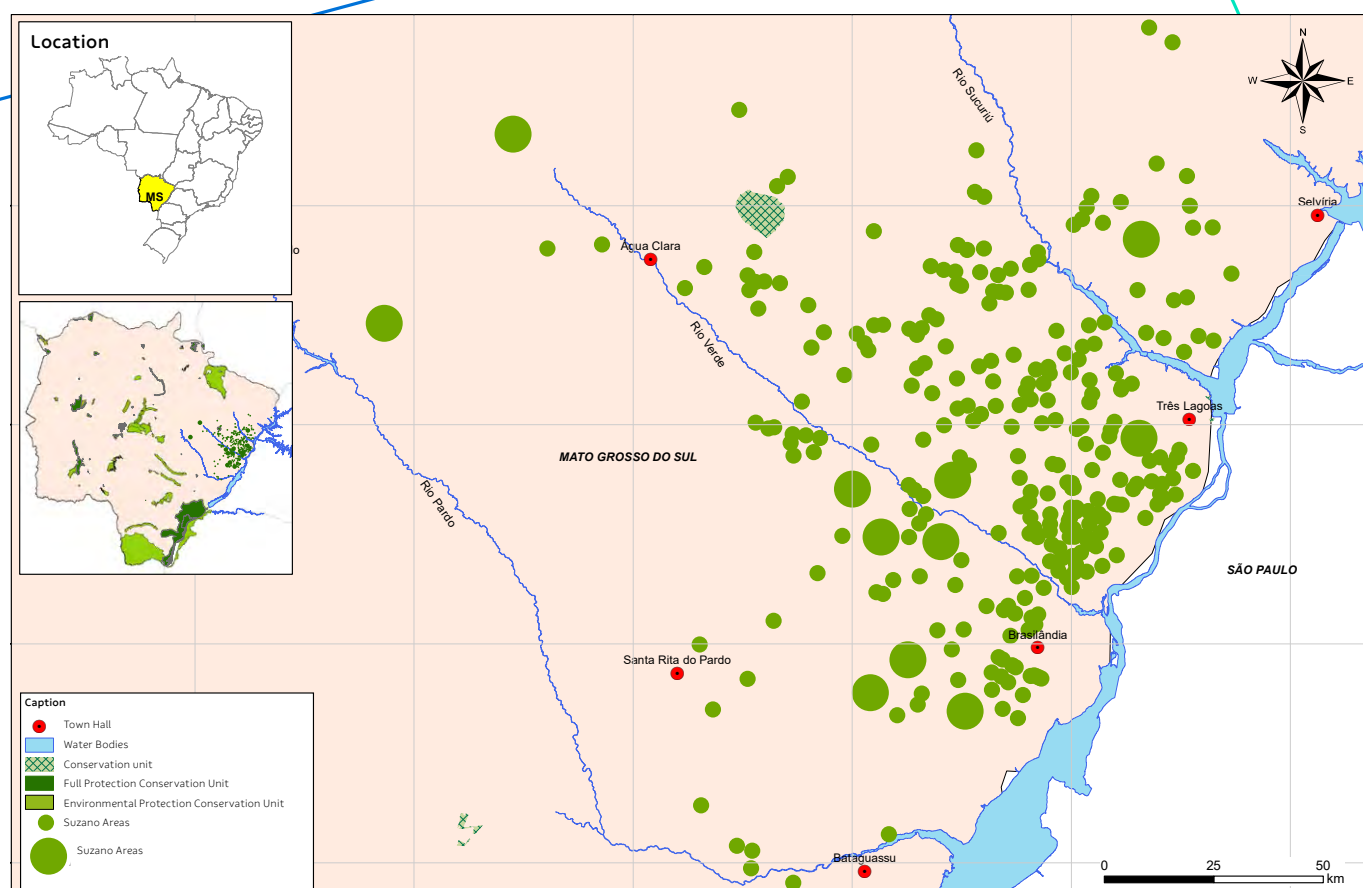 Location
MS
o
N
W
E
S
Rio Sucuriú
Selvíria
Água Clara
Rio Verde
Três Lagoas
MATO GROSSO DO SUL
Rio Pardo
SÃO PAULO
Brasilândia
Santa Rita do Pardo
Bataguassu
0 25 50
km
Caption
Town Hall
Water Bodies
Conservation unit
Full Protection Conservation Unit
Environmental Protection Conservation Unit
Suzano Areas
Suzano Areas